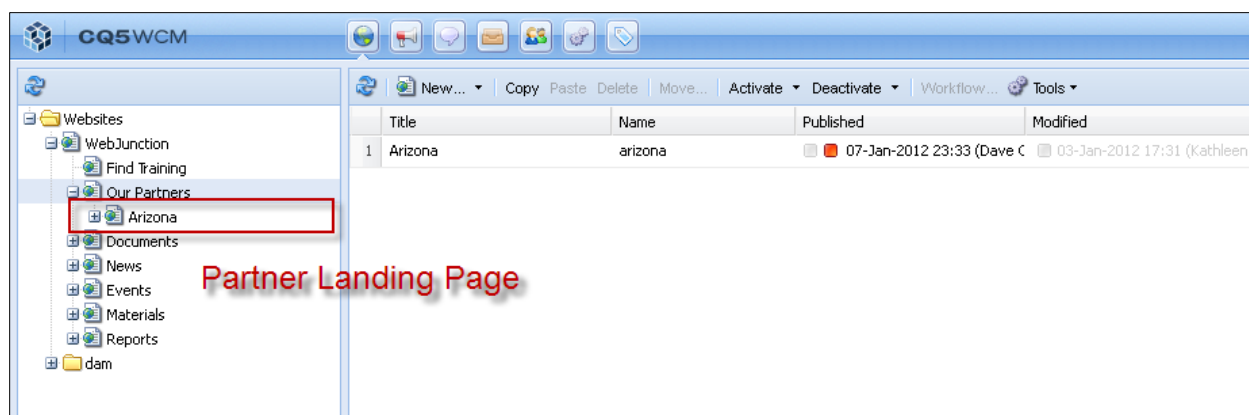 CQ5WCM
New... Copy Paste Delete Move... Activate Deactivate Workflow... Tools
Websites
WebJunction
Find Training
Our Partners
Arizona
Documents
News
Events
Materials
Reports
dam
Title Name Published Modified
1 Arizona arizona 07-Jan-2012 23:33 (Dave 03-Jan-2012 17:31 (Kathleen
Partner Landing Page